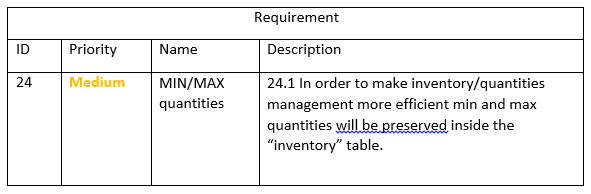 Requirement
ID Priority Name Description
24 Medium MIN/MAX quantities 24.1 In order to make inventory/quantities
management more efficient min and max
quantities will be preserved inside the
“inventory” table.